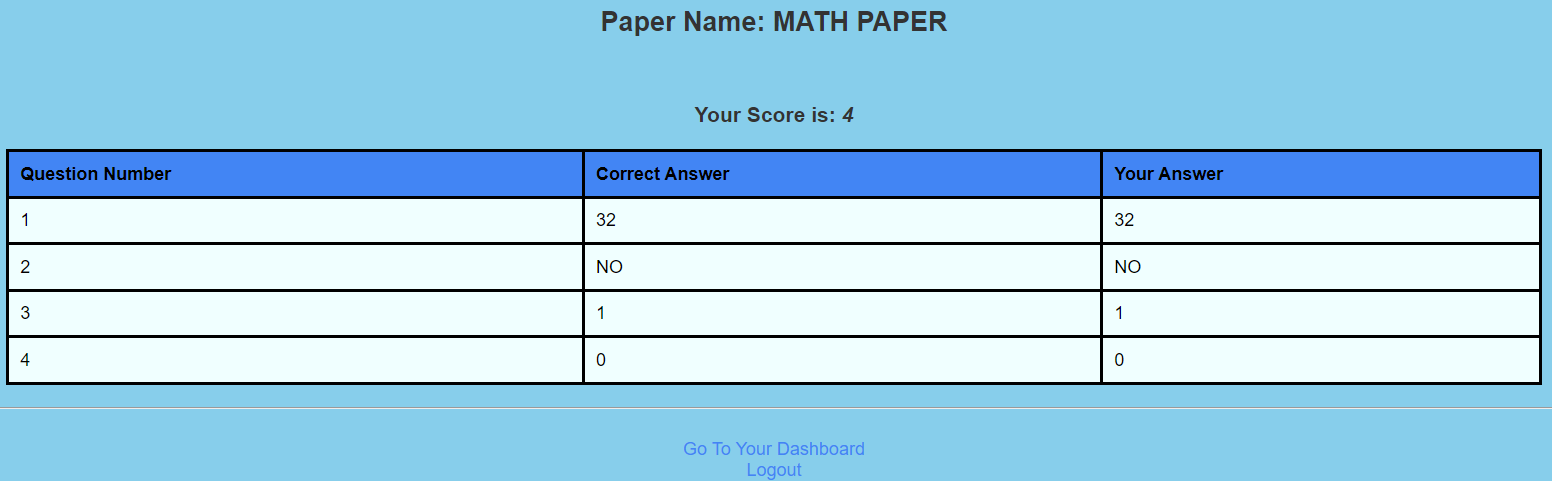 Paper Name: MATH PAPER
Your Score is: 4
Question Number Correct Answer Your Answer
1 32 32
2 NO NO
3 1 1
4 0 0
Go To Your Dashboard
Logout